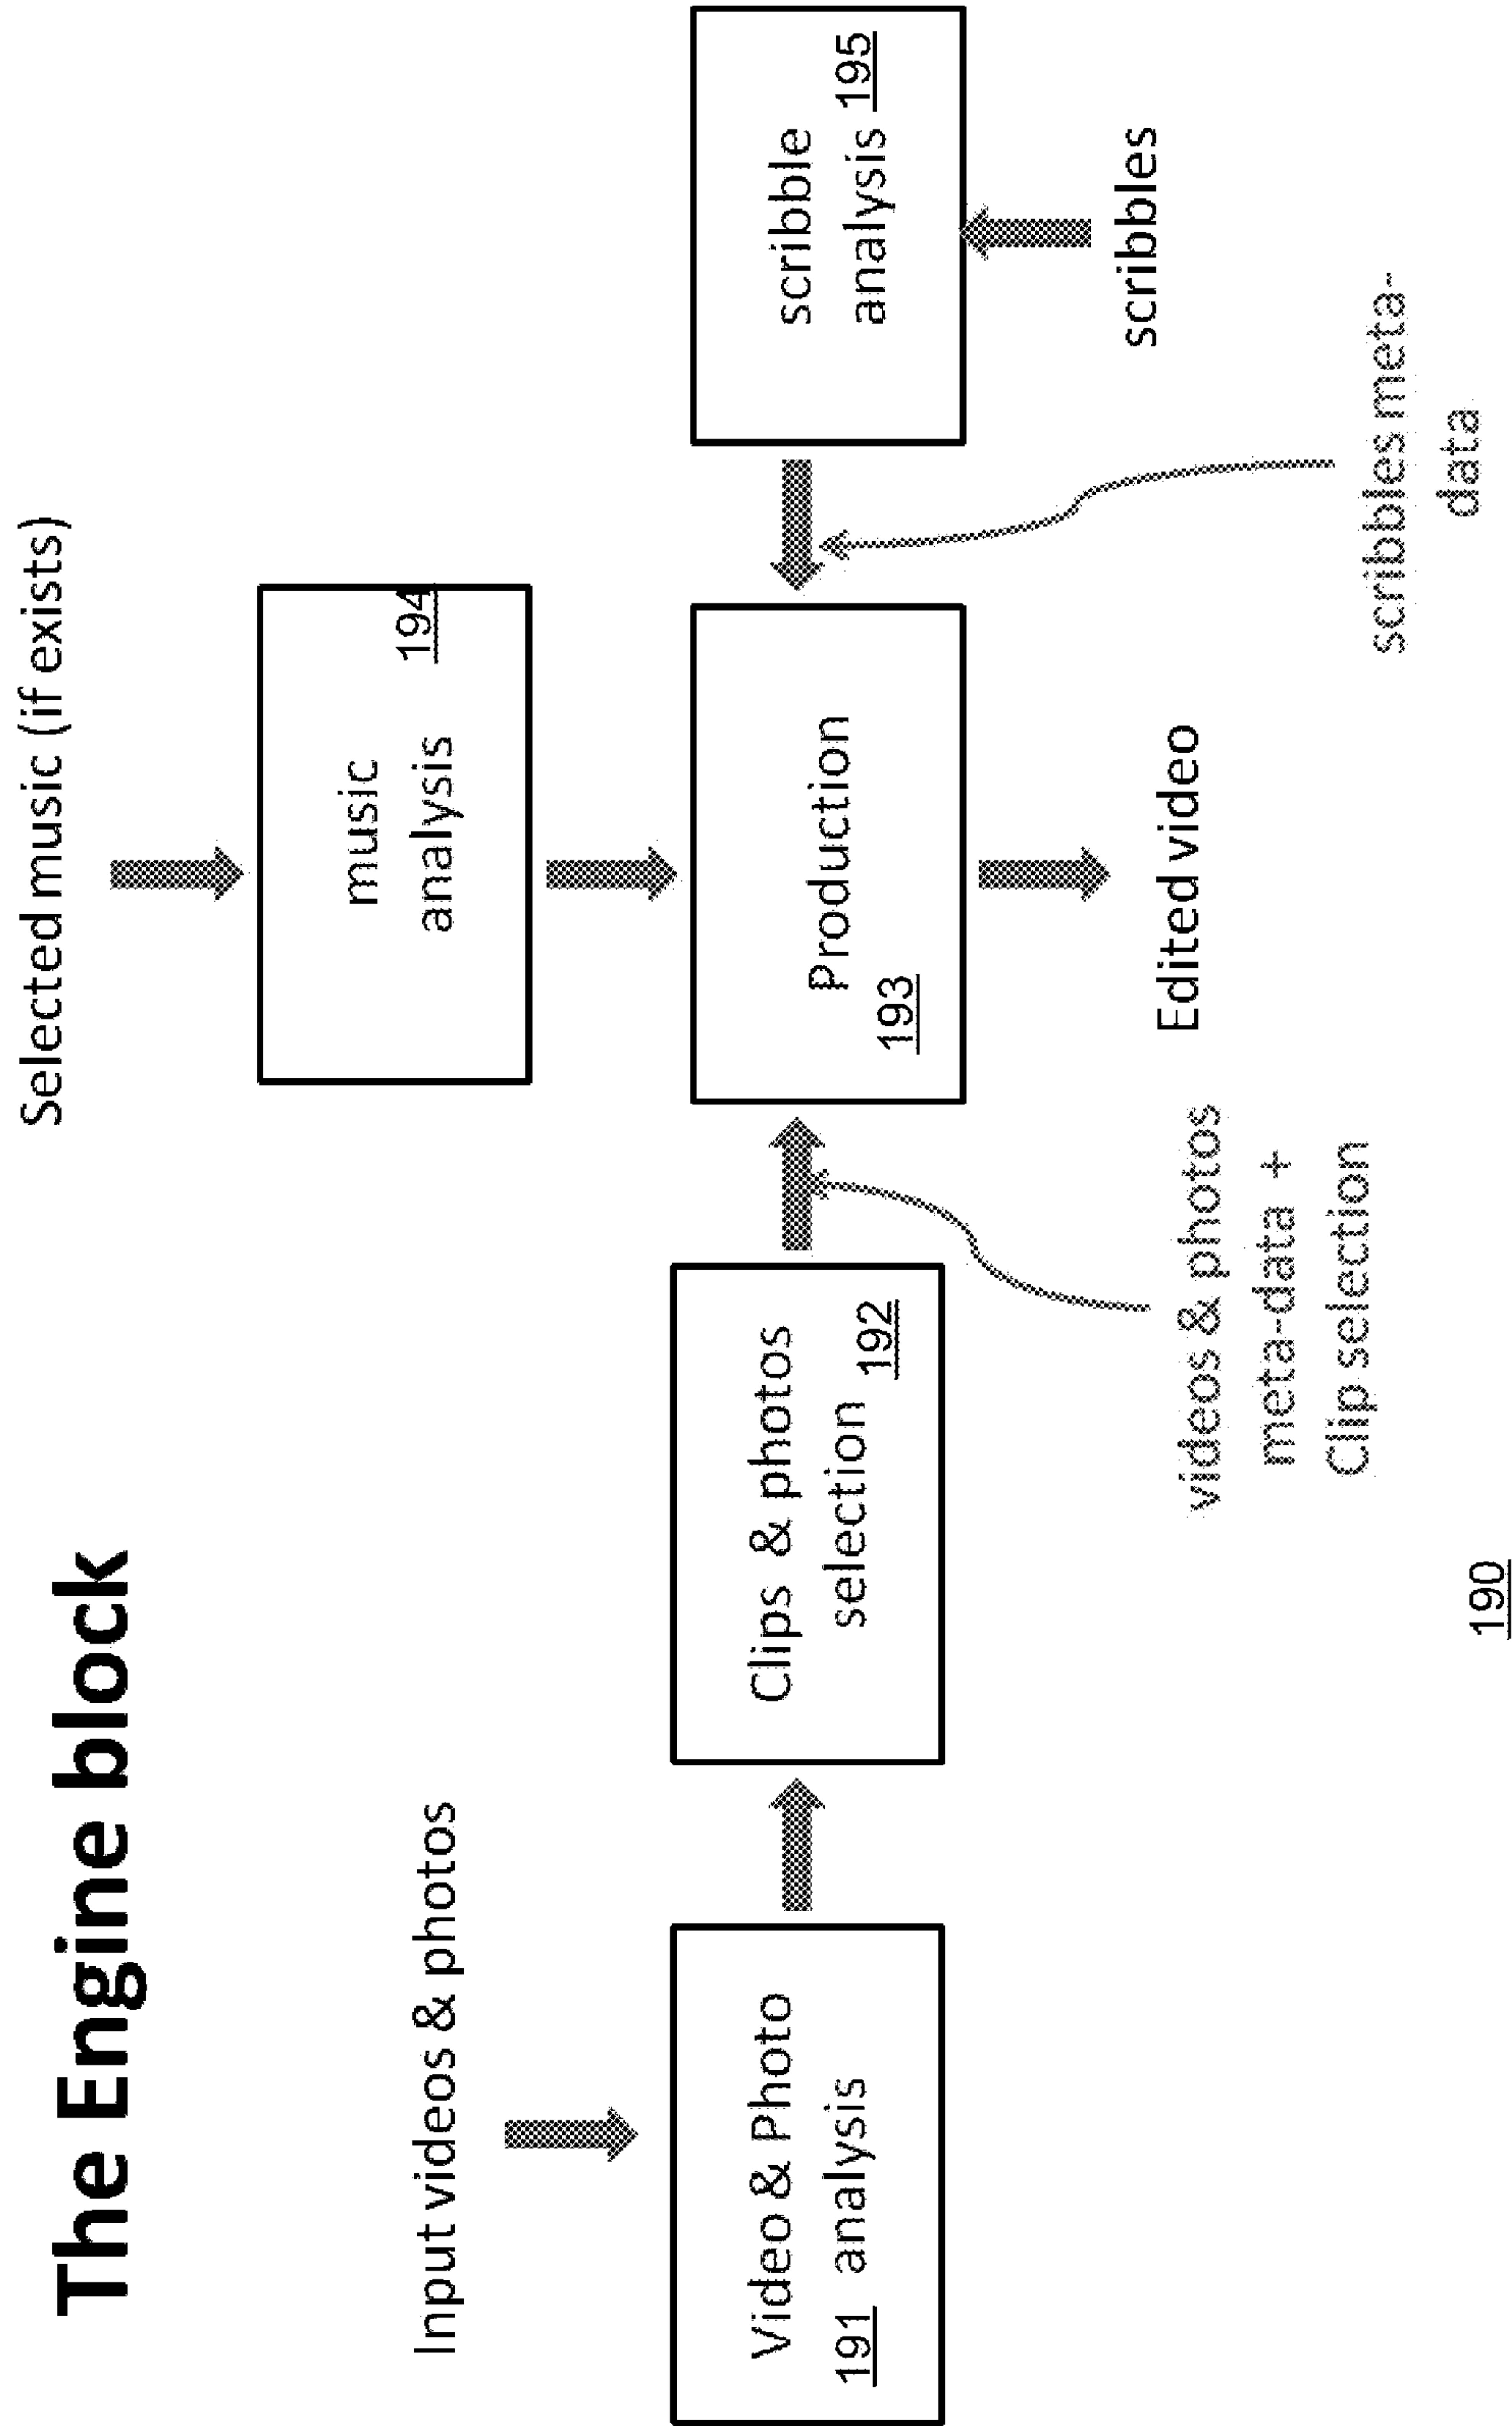 The Engine block
Selected music (if exists)
Input videos & photos
music
analysis
194
Video & Photo
191 analysis
Clips & photos
selection 192
Production
193
scribble
analysis 195
scribbles
Edited video
videos & photos
meta-data +
Clip selection
scribbles meta-
data
190